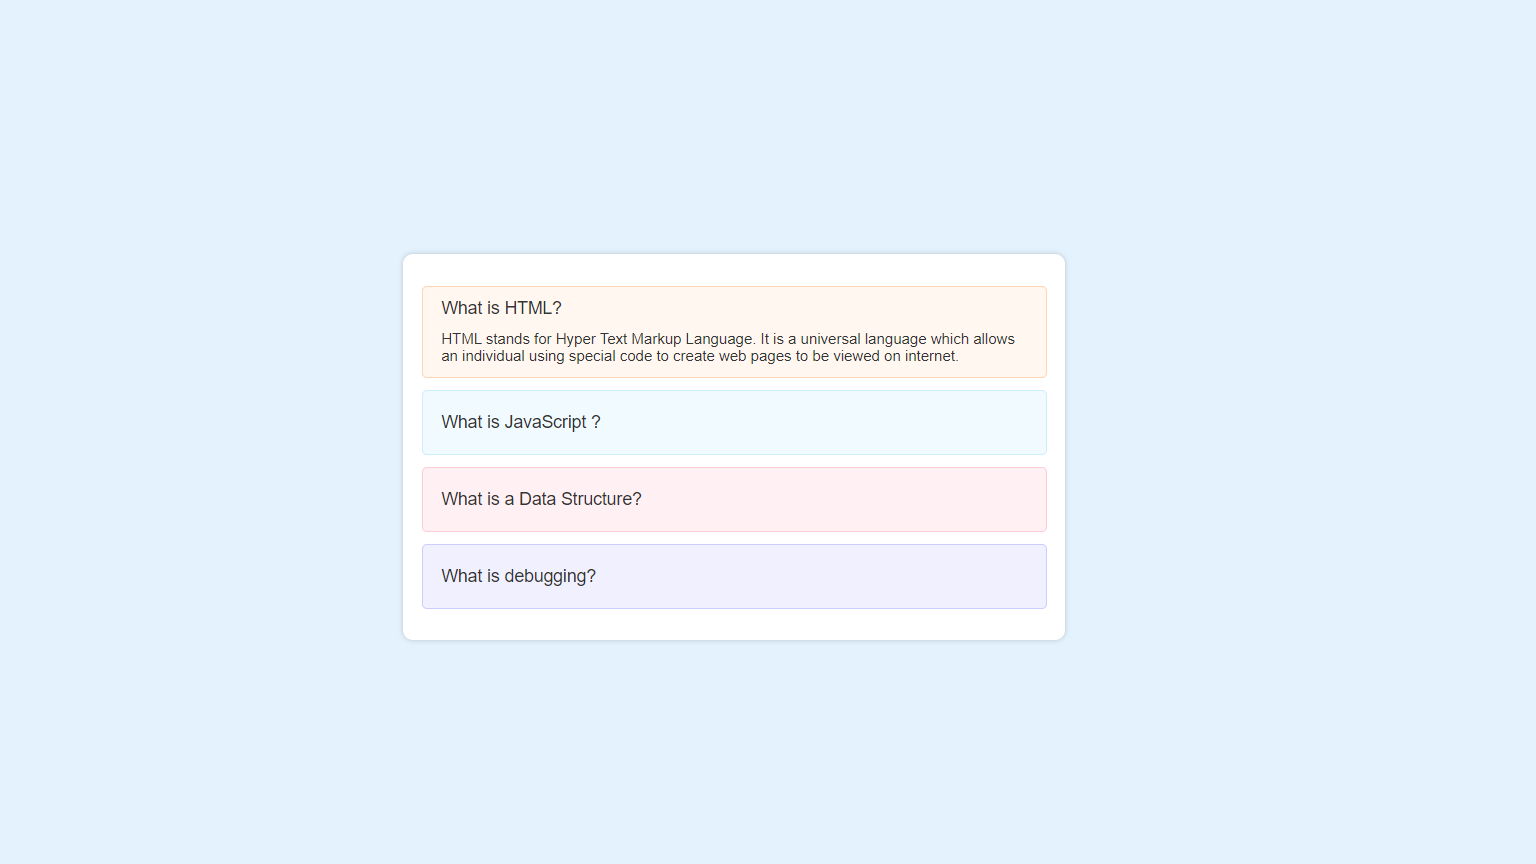 What is HTML?
HTML stands for Hyper Text Markup Language. It is a universal language which allows
an individual using special code to create web pages to be viewed on internet.
What is JavaScript ?
What is a Data Structure?
What is debugging?